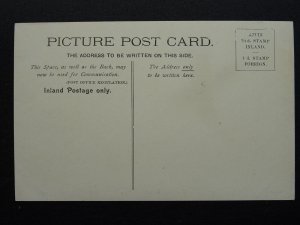 PICTURE POST CARD.
THE ADDRESS TO BE WRITTEN ON THIS SIDE.
This Space, as well as the Back, may
now be used for Communication.
(POST OFFICE REGULATION.)
Inland Postage only.
The Address only
to be written here.
AFFIX
½d. STAMP
INLAND.
1 d. STAMP
FOREIGN.